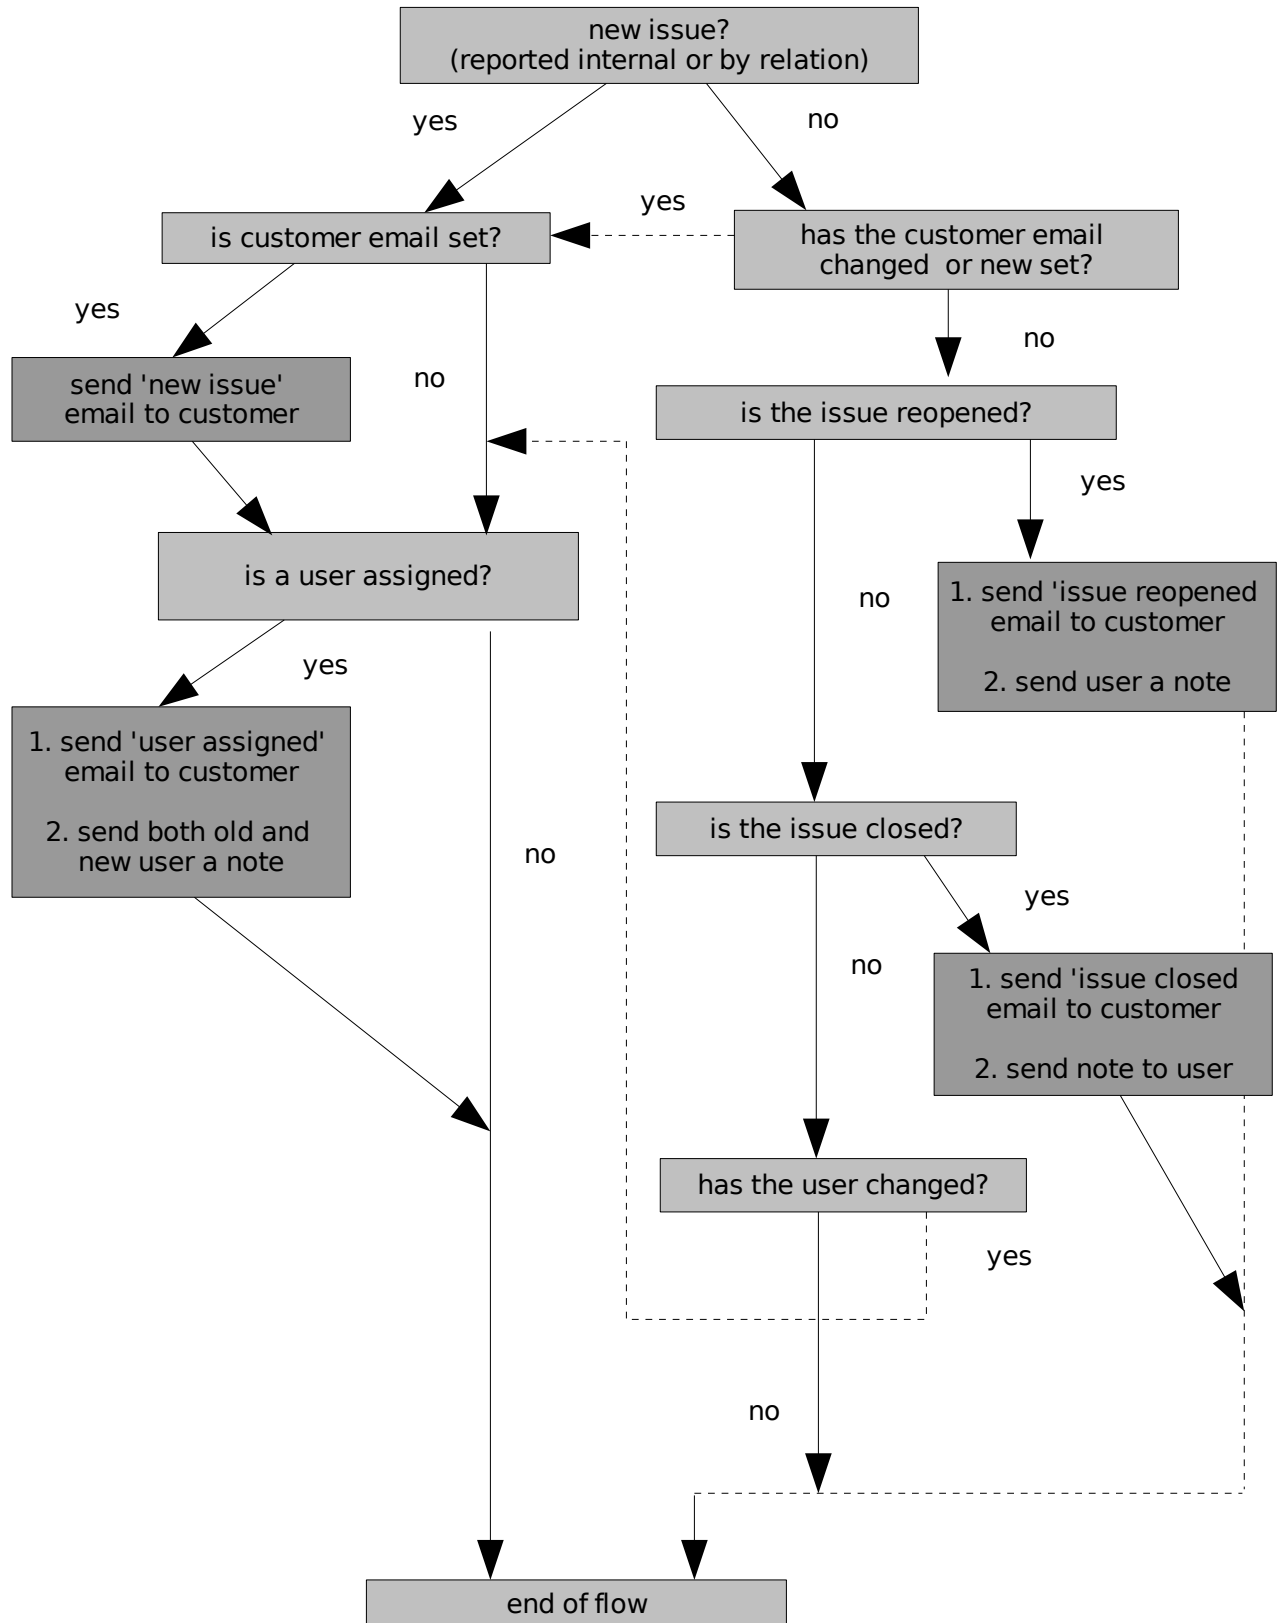 new issue?
(reported internal or by relation)
yes
no
is customer email set?
yes
has the customer email
changed  or new set?
yes
no
no
send 'new issue'
email to customer
is the issue reopened?
yes
is a user assigned?
no
1. send 'issue reopened
email to customer
2. send user a note
yes
1. send 'user assigned'
email to customer
2. send both old and
new user a note
no
is the issue closed?
yes
no
1. send 'issue closed
email to customer
2. send note to user
has the user changed?
yes
no
end of flow